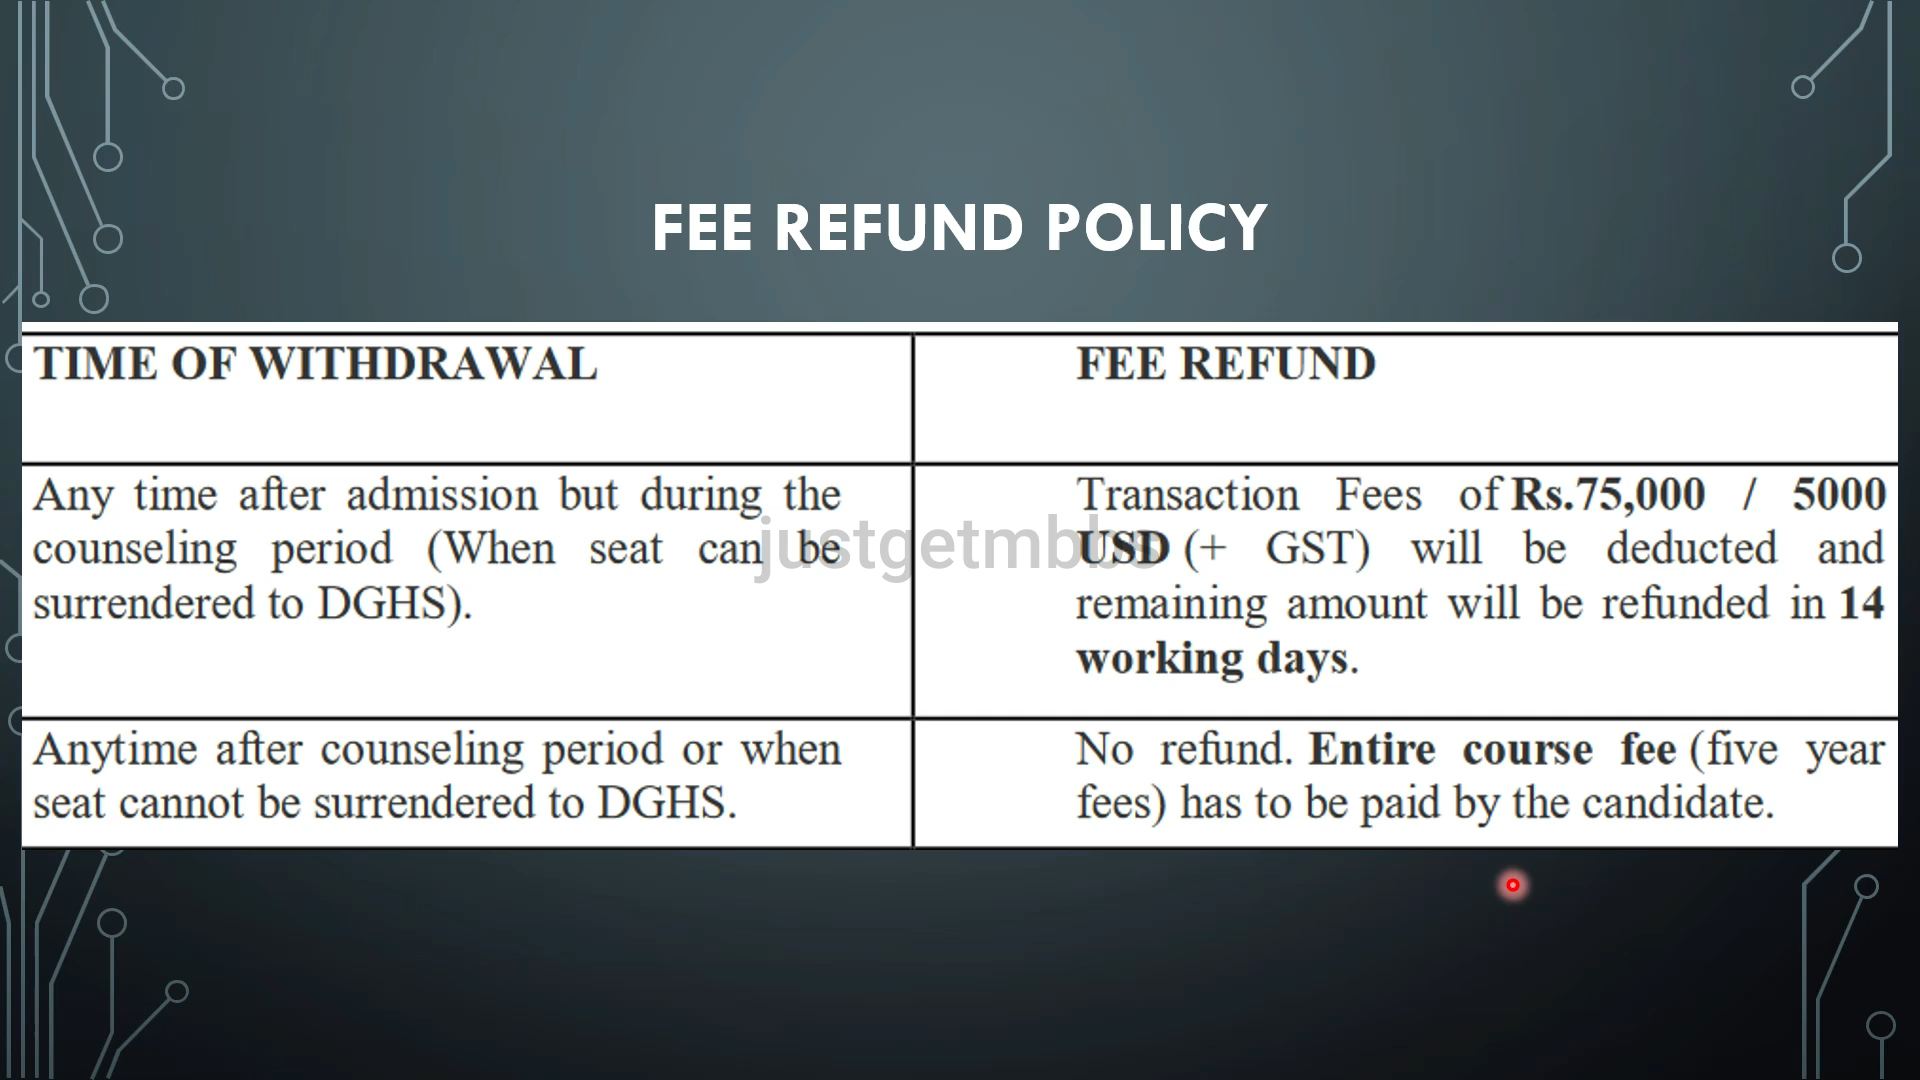 FEE REFUND POLICY
TIME OF WITHDRAWAL
FEE REFUND
Any time after admission but during the
counseling period (When seat can be
surrendered to DGHS).
Transaction Fees of Rs.75,000 / 5000
USD (+ GST) will be deducted and
remaining amount will be refunded in 14
working days.
Anytime after counseling period or when
seat cannot be surrendered to DGHS.
No refund. Entire course fee (five year
fees) has to be paid by the candidate.
justgetmbbs